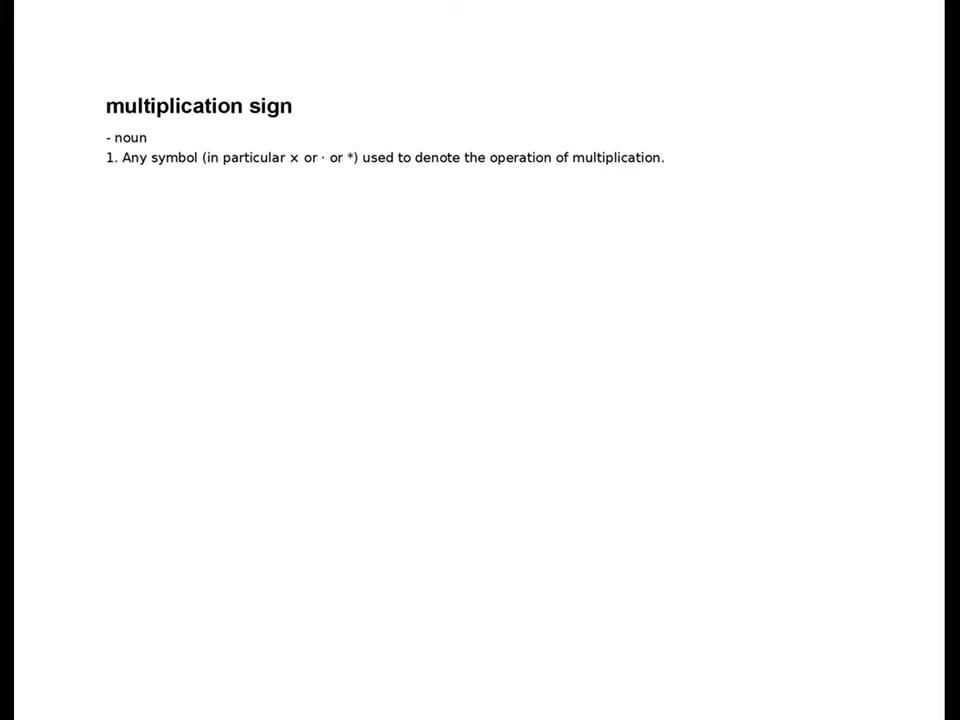 multiplication sign
- noun
1. Any symbol (in particular × or · or *) used to denote the operation of multiplication.